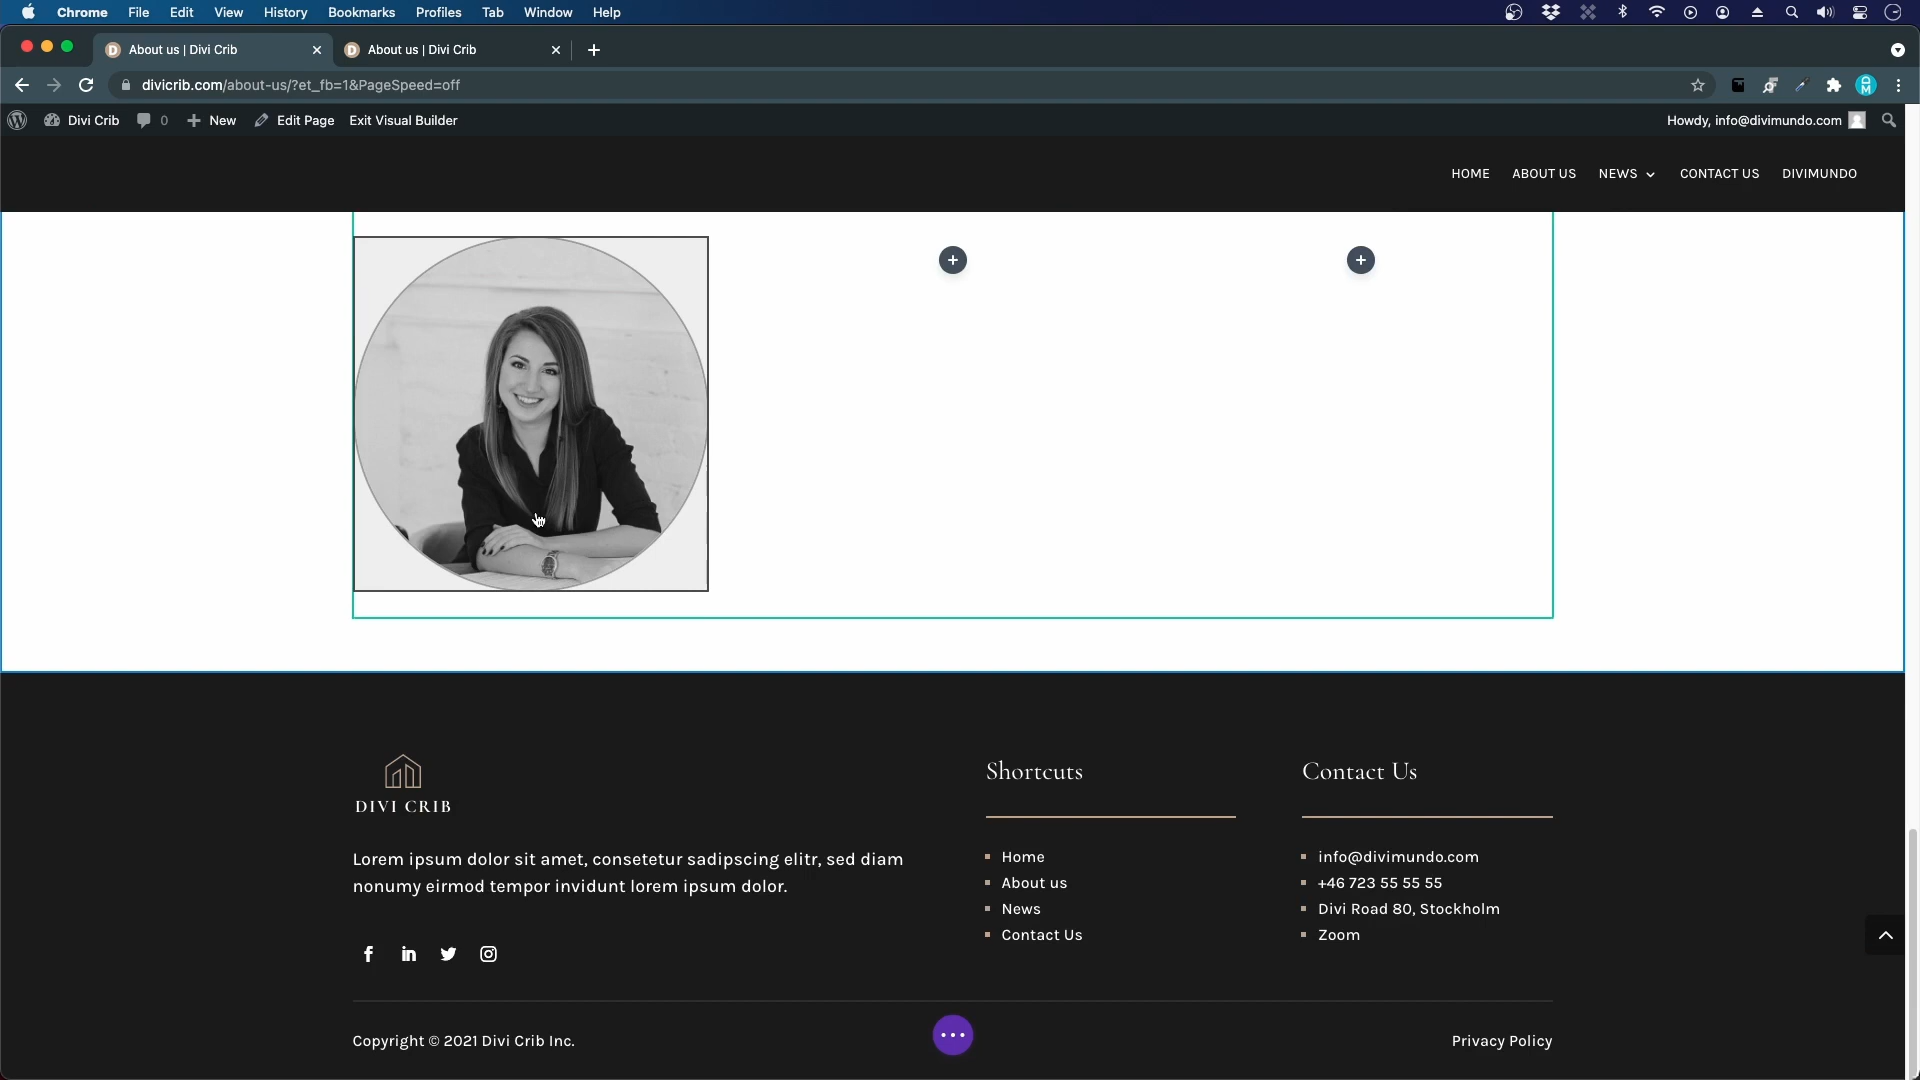 Chrome File Edit View History Bookmarks Profiles Tab Window Help
About us | Divi Crib
About us | Divi Crib
divicrib.com/about-us/?et_fb=1&PageSpeed=off
Divi Crib 0 New Edit Page Exit Visual Builder
Howdy, info@divimundo.com
HOME ABOUT US NEWS CONTACT US DIVIMUNDO
DIVI CRIB
Lorem ipsum dolor sit amet, consetetur sadipscing elitr, sed diam
nonumy eirmod tempor invidunt lorem ipsum dolor.
Shortcuts
Home
About us
News
Contact Us
Contact Us
info@divimundo.com
+46 723 55 55 55
Divi Road 80, Stockholm
Zoom
Copyright © 2021 Divi Crib Inc.
Privacy Policy